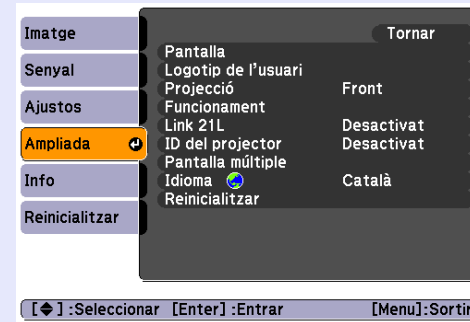 Imatge
Senyal
Ajustos
Ampliada
Info
Reinicialitzar
Tornar
Pantalla
Logotip de l'usuari
Projecció Front
Funcionament
Link 21L Desactivat
ID del projector Desactivat
Pantalla múltiple
Idioma Català
Reinicialitzar
[◆] :Seleccionar [Enter] :Entrar [Menu]:Sortir